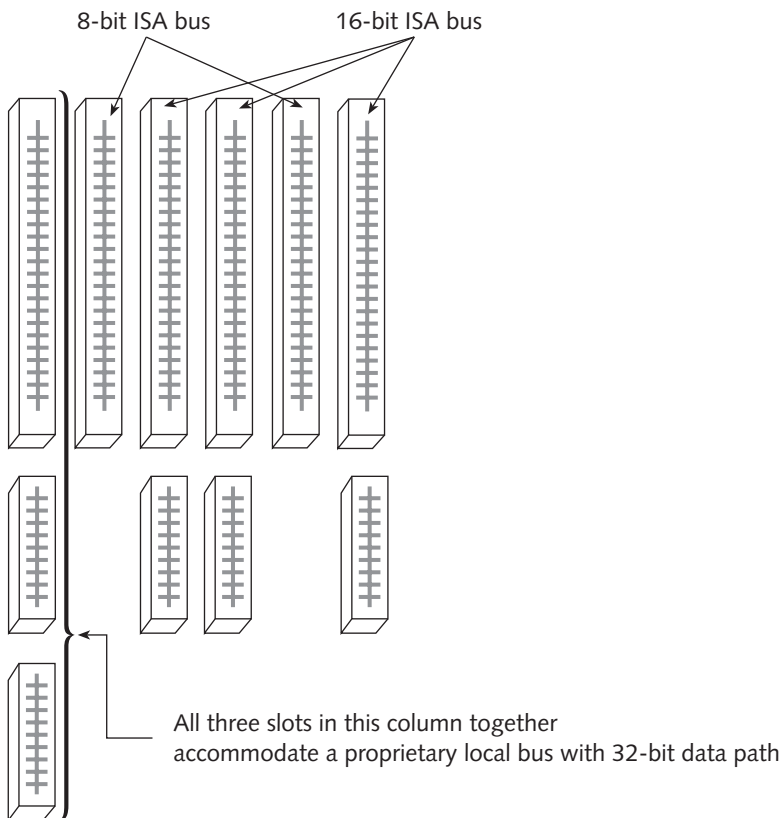 8-bit ISA bus
16-bit ISA bus
All three slots in this column together
accommodate a proprietary local bus with 32-bit data path